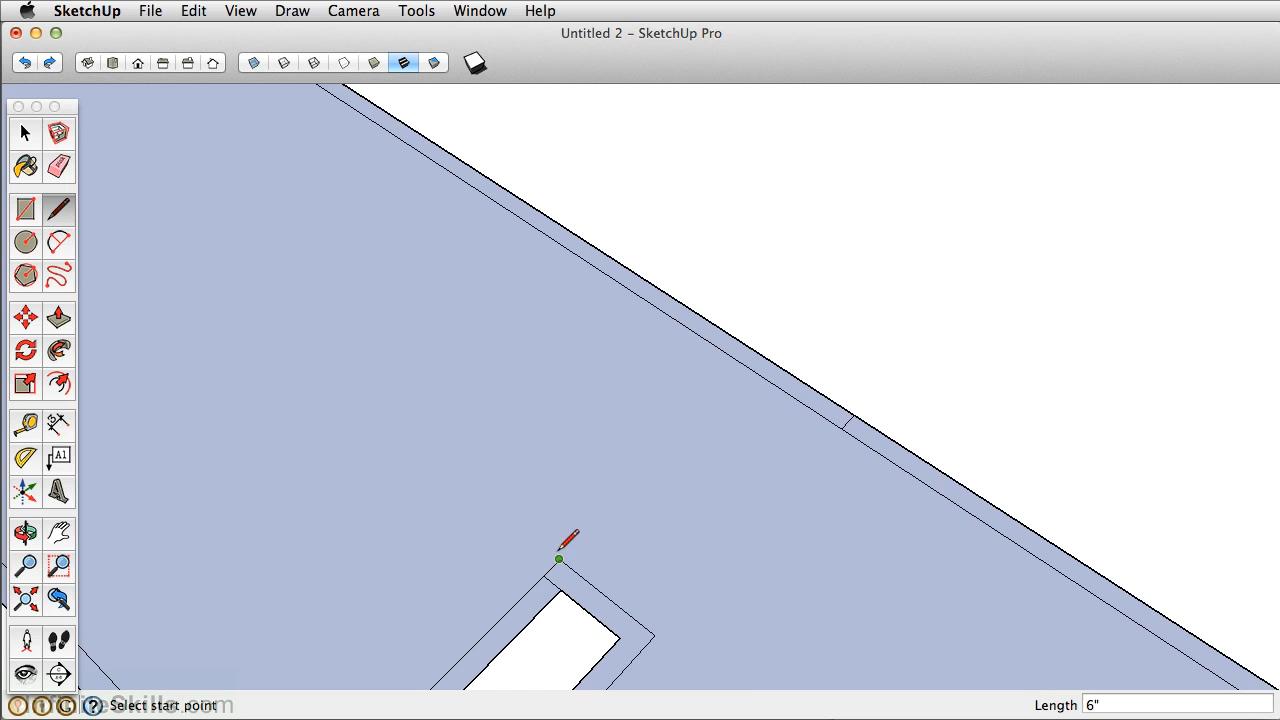 SketchUp File Edit View Draw Camera Tools Window Help
Untitled 2 – SketchUp Pro
A1
Select start point
Length 6"